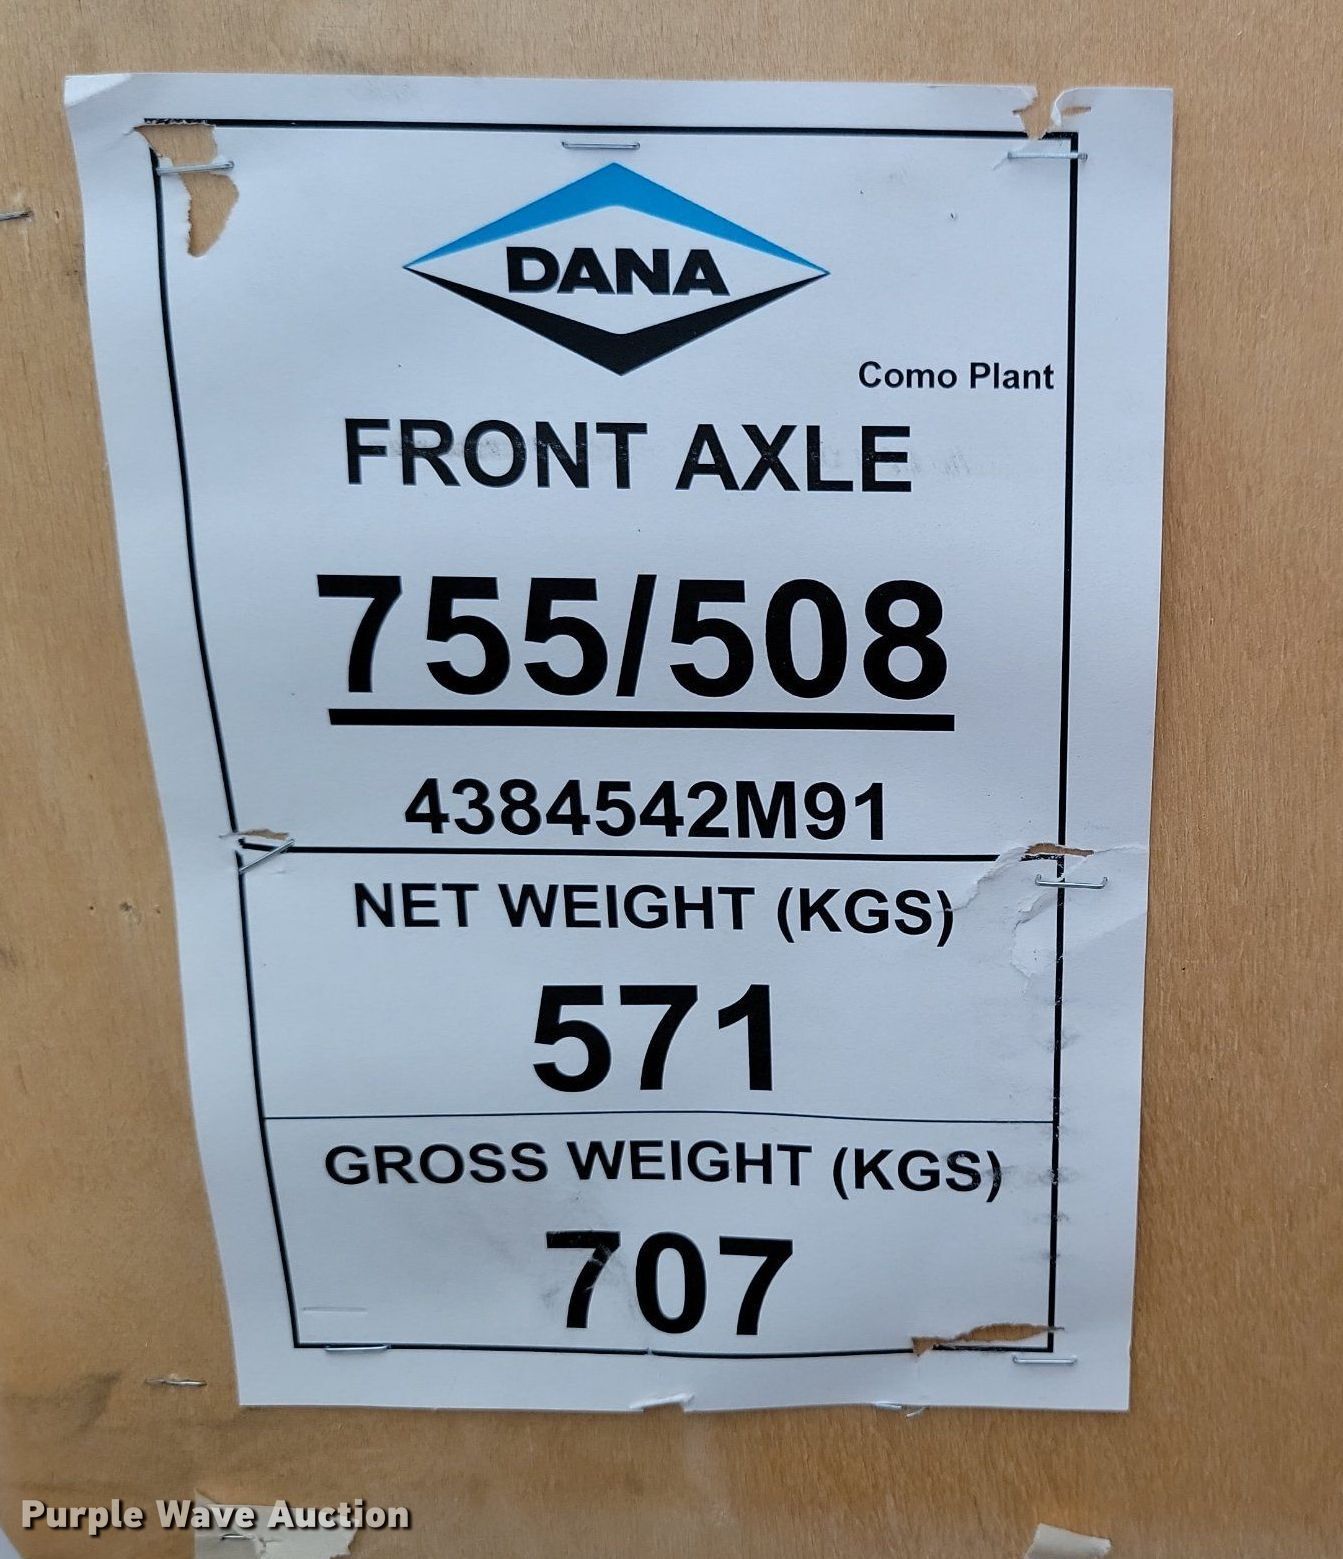 DANA
Como Plant
FRONT AXLE
755/508
4384542M91
NET WEIGHT (KGS)
571
GROSS WEIGHT (KGS)
707
Purple Wave Auction